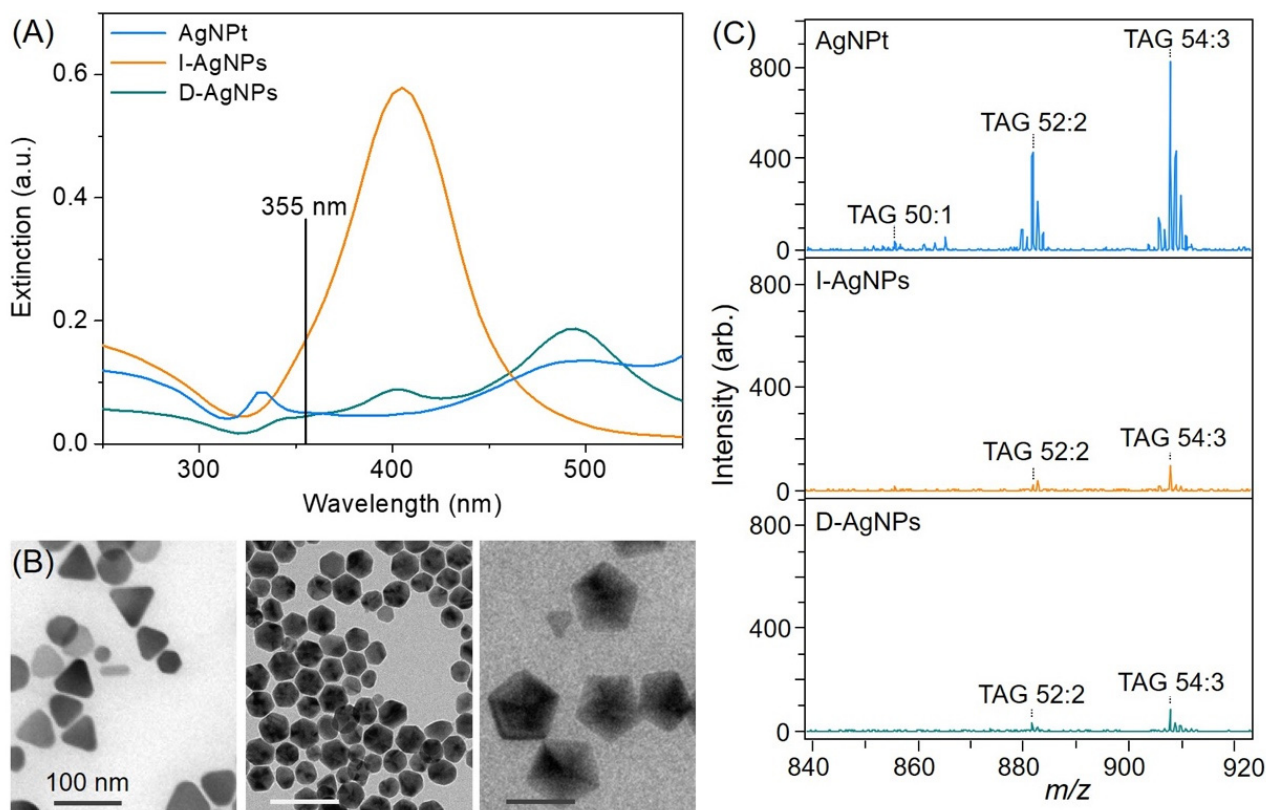 (A)
AgNPt
I-AgNPs
D-AgNPs
355 nm
Extinction (a.u.)
0.6
0.4
0.2
0.0
300
400
500
Wavelength (nm)
(B)
100 nm
(C)
AgNPt
TAG 54:3
TAG 52:2
TAG 50:1
800
400
0
I-AgNPs
TAG 52:2
TAG 54:3
800
400
0
D-AgNPs
TAG 52:2
TAG 54:3
800
400
0
Intensity (arb.)
840
860
880
900
920
m/z